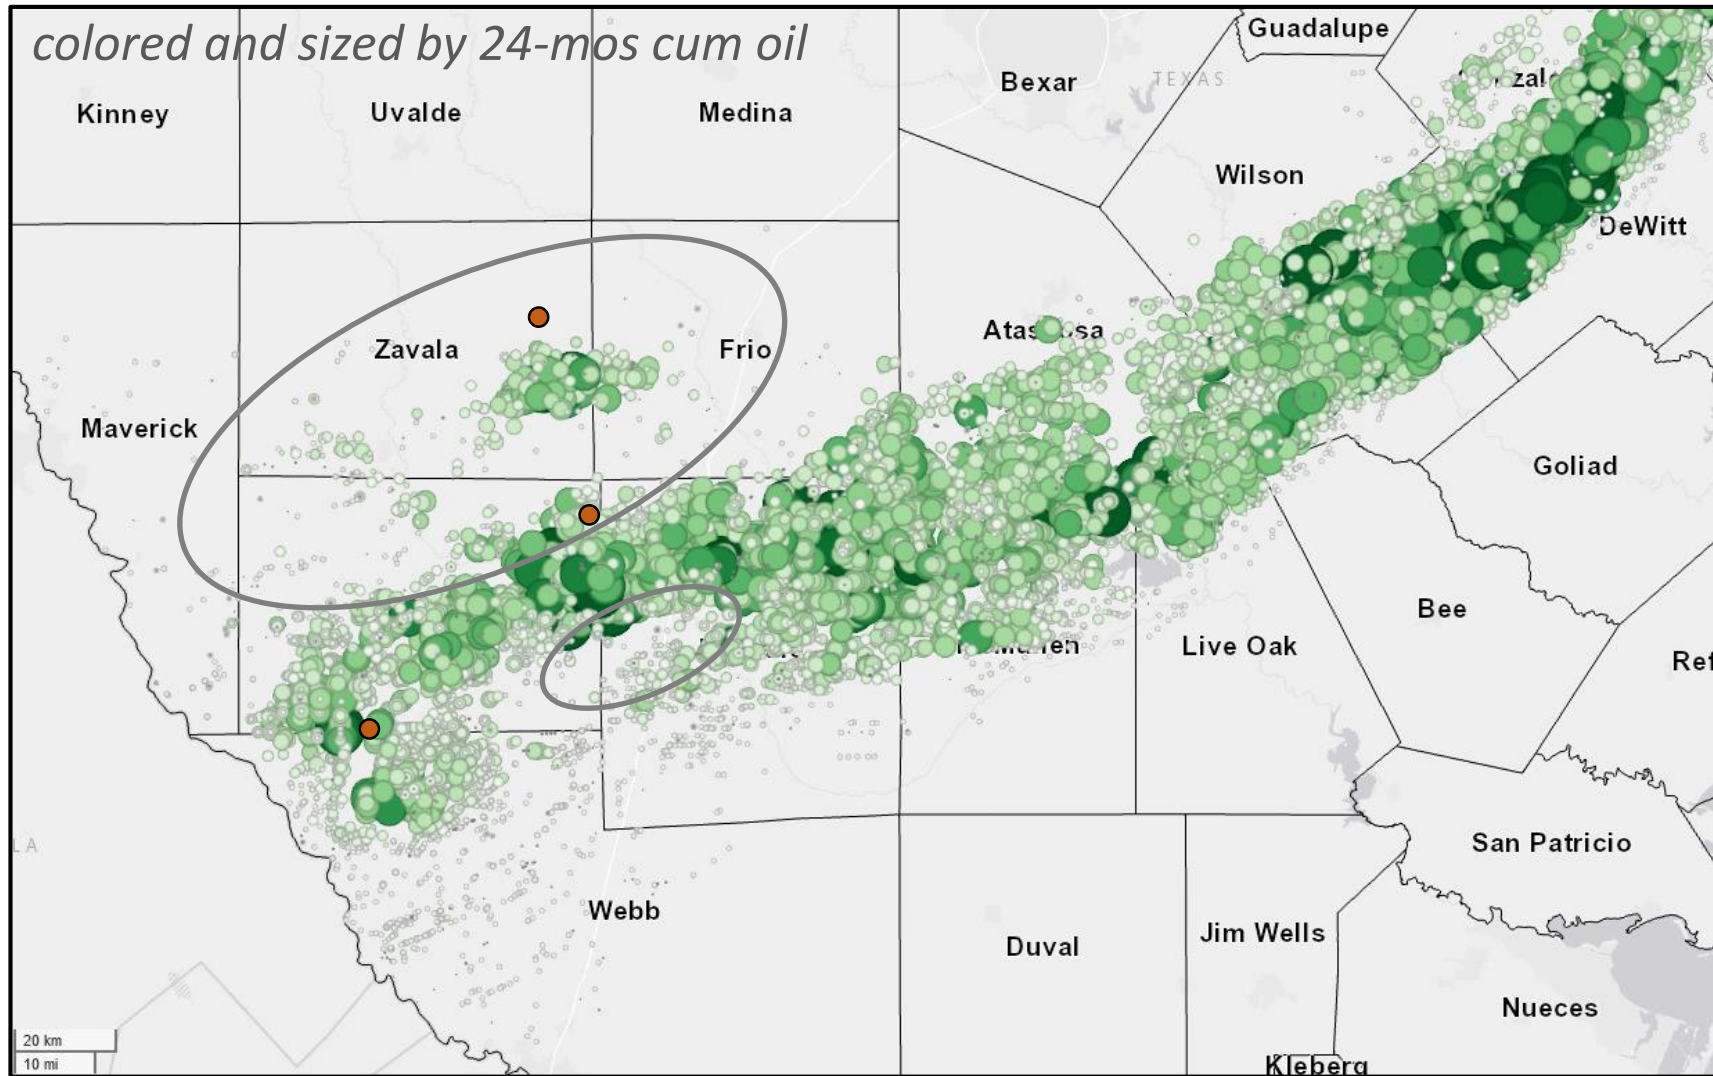 colored and sized by 24-mos cum oil
Guadalupe
Bexar
TEXAS
Kinney
Uvalde
Medina
Wilson
DeWitt
Zavala
Frio
Maverick
Goliad
Bee
Live Oak
Ref
San Patricio
LA
Webb
Duval
Jim Wells
Nueces
20 km
10 mi
Kleberg